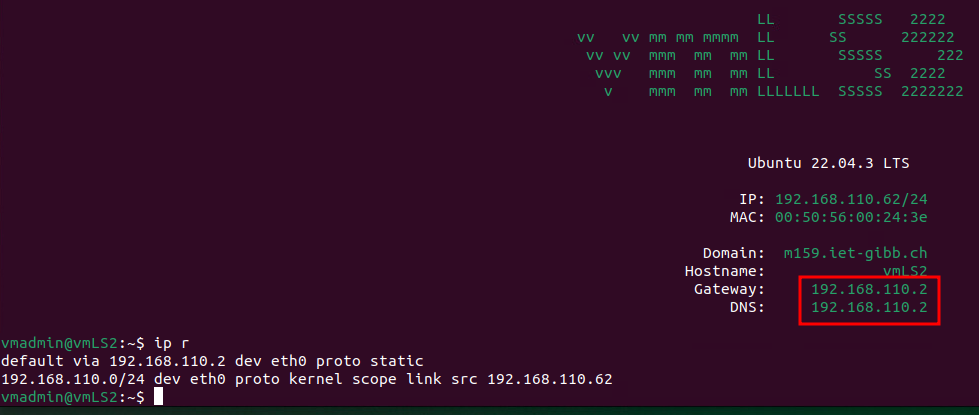 LL       SSSSS   2222
                                                                vv   vv mm mm mmmm  LL      SS      222222
                                                                 vv vv  mmm  mm  mm LL       SSSSS      222
                                                                  vvv   mmm  mm  mm LL           SS  2222
                                                                   v    mmm  mm  mm LLLLLLL  SSSSS  2222222
Ubuntu 22.04.3 LTS
IP: 192.168.110.62/24
MAC: 00:50:56:00:24:3e
Domain: m159.iet-gibb.ch
Hostname: vmLS2
Gateway: 192.168.110.2
DNS: 192.168.110.2
vmadmin@vmLS2:~$ ip r
default via 192.168.110.2 dev eth0 proto static
192.168.110.0/24 dev eth0 proto kernel scope link src 192.168.110.62
vmadmin@vmLS2:~$